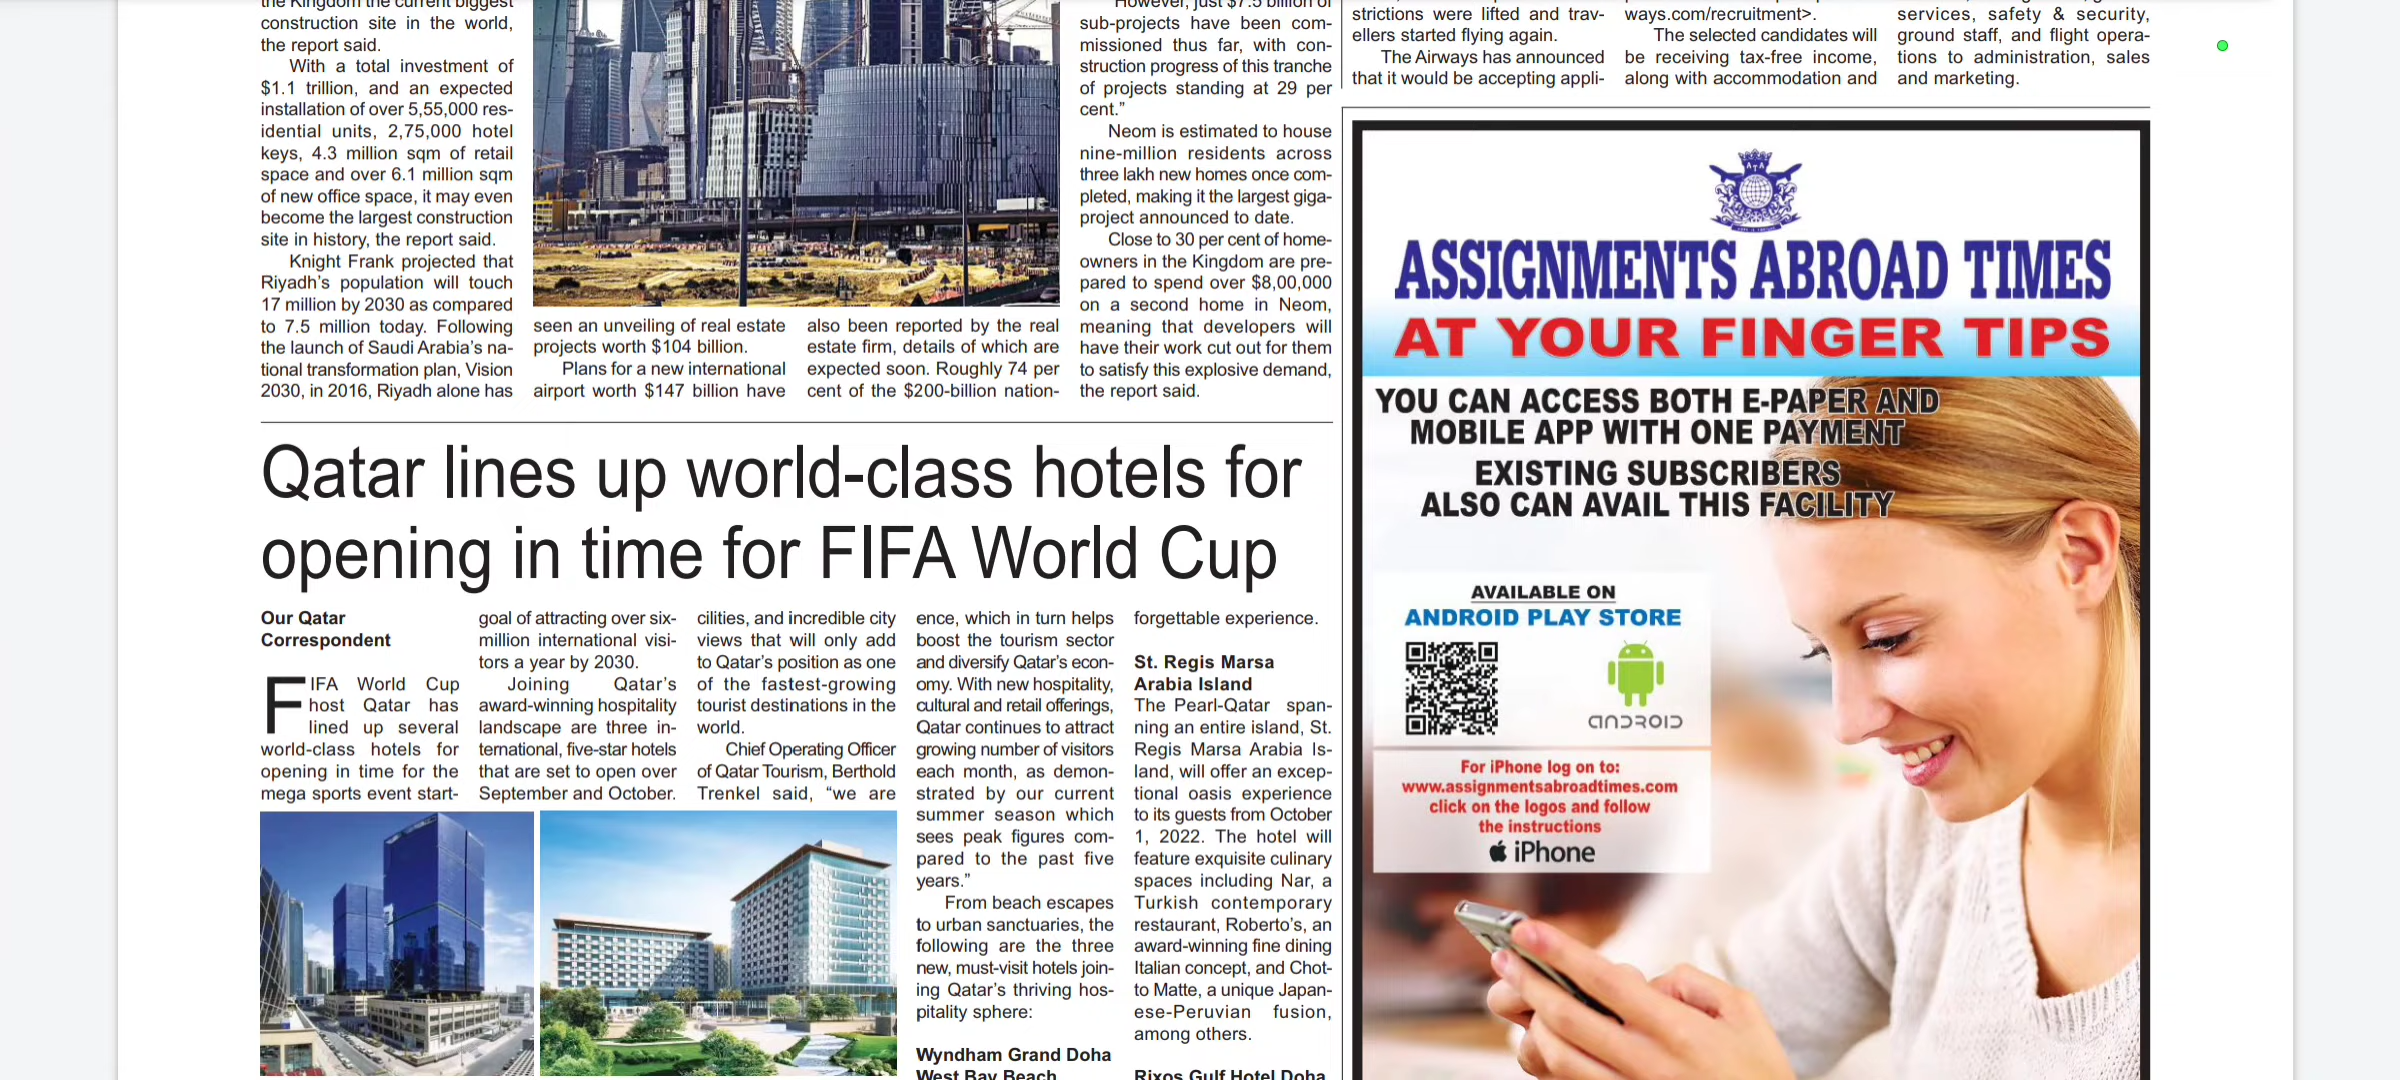 the Kingdom the current biggest
construction site in the world,
the report said.
With a total investment of
$1.1 trillion, and an expected
installation of over 5,55,000 res-
idential units, 2,75,000 hotel
keys, 4.3 million sqm of retail
space and over 6.1 million sqm
of new office space, it may even
become the largest construction
site in history, the report said.
Knight Frank projected that
Riyadh's population will touch
17 million by 2030 as compared
to 7.5 million today. Following
the launch of Saudi Arabia's na-
tional transformation plan, Vision
2030, in 2016, Riyadh alone has
seen an unveiling of real estate
projects worth $104 billion.
Plans for a new international
airport worth $147 billion have
also been reported by the real
estate firm, details of which are
expected soon. Roughly 74 per
cent of the $200-billion nation-
However, just $7.5 billion of
sub-projects have been com-
missioned thus far, with con-
struction progress of this tranche
of projects standing at 29 per
cent."
Neom is estimated to house
nine-million residents across
three lakh new homes once com-
pleted, making it the largest giga-
project announced to date.
Close to 30 per cent of home-
owners in the Kingdom are pre-
pared to spend over $8,00,000
on a second home in Neom,
meaning that developers will
have their work cut out for them
to satisfy this explosive demand,
the report said.
strictions were lifted and trav-
ellers started flying again.
The Airways has announced
that it would be accepting appli-
ways.com/recruitment>.
The selected candidates will
be receiving tax-free income,
along with accommodation and
services, safety & security,
ground staff, and flight opera-
tions to administration, sales
and marketing.
Qatar lines up world-class hotels for
opening in time for FIFA World Cup
Our Qatar
Correspondent
FIFA World Cup
host Qatar has
lined up several
world-class hotels for
opening in time for the
mega sports event start-
goal of attracting over six-
million international visi-
tors a year by 2030.
Joining Qatar's
award-winning hospitality
landscape are three in-
ternational, five-star hotels
that are set to open over
September and October.
cilities, and incredible city
views that will only add
to Qatar's position as one
of the fastest-growing
tourist destinations in the
world.
Chief Operating Officer
of Qatar Tourism, Berthold
Trenkel said, "we are
ence, which in turn helps
boost the tourism sector
and diversify Qatar's econ-
omy. With new hospitality,
cultural and retail offerings,
Qatar continues to attract
growing number of visitors
each month, as demon-
strated by our current
summer season which
sees peak figures com-
pared to the past five
years."
From beach escapes
to urban sanctuaries, the
following are the three
new, must-visit hotels join-
ing Qatar's thriving hos-
pitality sphere:
Wyndham Grand Doha
West Bay Beach
forgettable experience.
St. Regis Marsa
Arabia Island
The Pearl-Qatar span-
ning an entire island, St.
Regis Marsa Arabia Is-
land, will offer an excep-
tional oasis experience
to its guests from October
1, 2022. The hotel will
feature exquisite culinary
spaces including Nar, a
Turkish contemporary
restaurant, Roberto's, an
award-winning fine dining
Italian concept, and Chot-
to Matte, a unique Japan-
ese-Peruvian fusion,
among others.
Rixos Gulf Hotel Doha
ASSIGNMENTS ABROAD TIMES
AT YOUR FINGER TIPS
YOU CAN ACCESS BOTH E-PAPER AND
MOBILE APP WITH ONE PAYMENT
EXISTING SUBSCRIBERS
ALSO CAN AVAIL THIS FACILITY
AVAILABLE ON
ANDROID PLAY STORE
ANDROID
For iPhone log on to:
www.assignmentsabroadtimes.com
click on the logos and follow
the instructions
iPhone